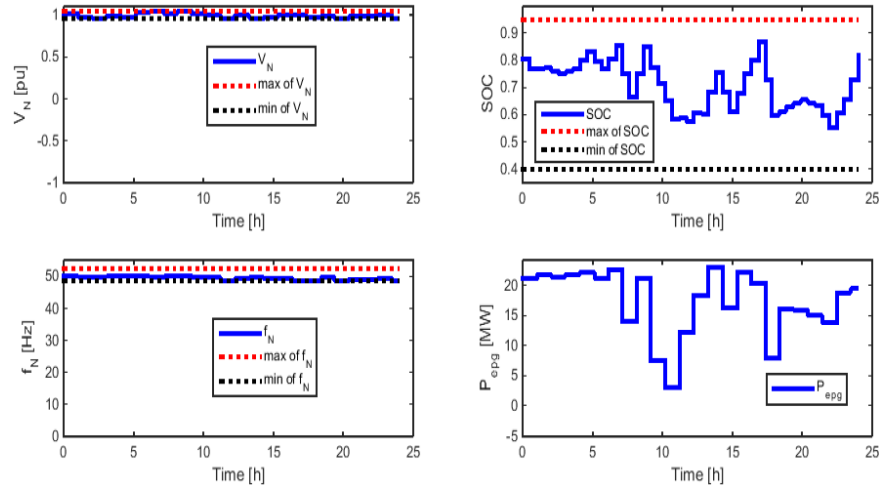 1
0.5
0
-0.5
-1
V_N [pu]
V_N
max of V_N
min of V_N
0 5 10 15 20 25
Time [h]
0.9
0.8
0.7
0.6
0.5
0.4
SOC
SOC
max of SOC
min of SOC
0 5 10 15 20 25
Time [h]
50
40
30
20
10
0
f_N [Hz]
f_N
max of f_N
min of f_N
0 5 10 15 20 25
Time [h]
20
15
10
5
0
-5
P_epg [MW]
P_epg
0 5 10 15 20 25
Time [h]